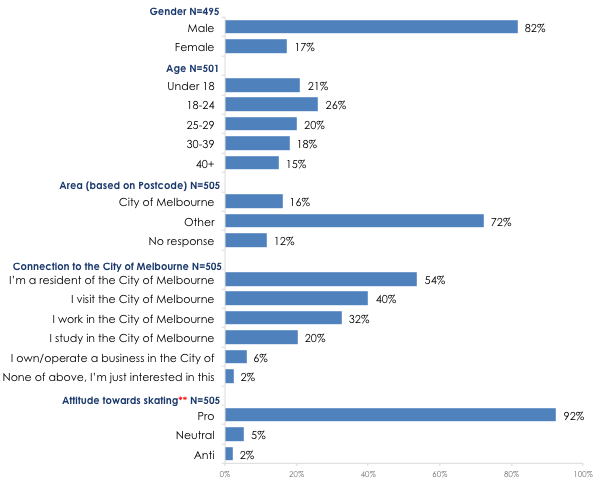 Gender N=495
Male 82%
Female 17%
Age N=501
Under 18 21%
18-24 26%
25-29 20%
30-39 18%
40+ 15%
Area (based on Postcode) N=505
City of Melbourne 16%
Other 72%
No response 12%
Connection to the City of Melbourne N=505
I'm a resident of the City of Melbourne 54%
I visit the City of Melbourne 40%
I work in the City of Melbourne 32%
I study in the City of Melbourne 20%
I own/operate a business in the City of 6%
None of above, I'm just interested in this 2%
Attitude towards skating** N=505
Pro 92%
Neutral 5%
Anti 2%
0% 20% 40% 60% 80% 100%